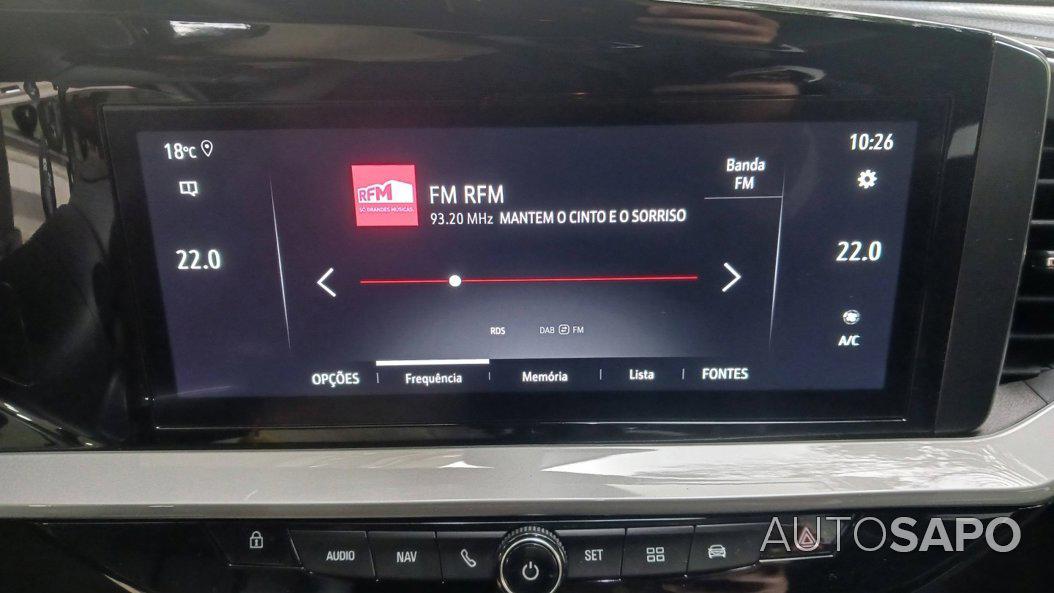 18°C
10:26
Banda
FM
RFM
SÓ GRANDES MÚSICAS.
FM RFM
93.20 MHz MANTEM O CINTO E O SORRISO
22.0
22.0
RDS
DAB FM
A/C
OPÇÕES
Frequência
Memória
Lista
FONTES
AUDIO
NAV
SET
AUTOSAPO